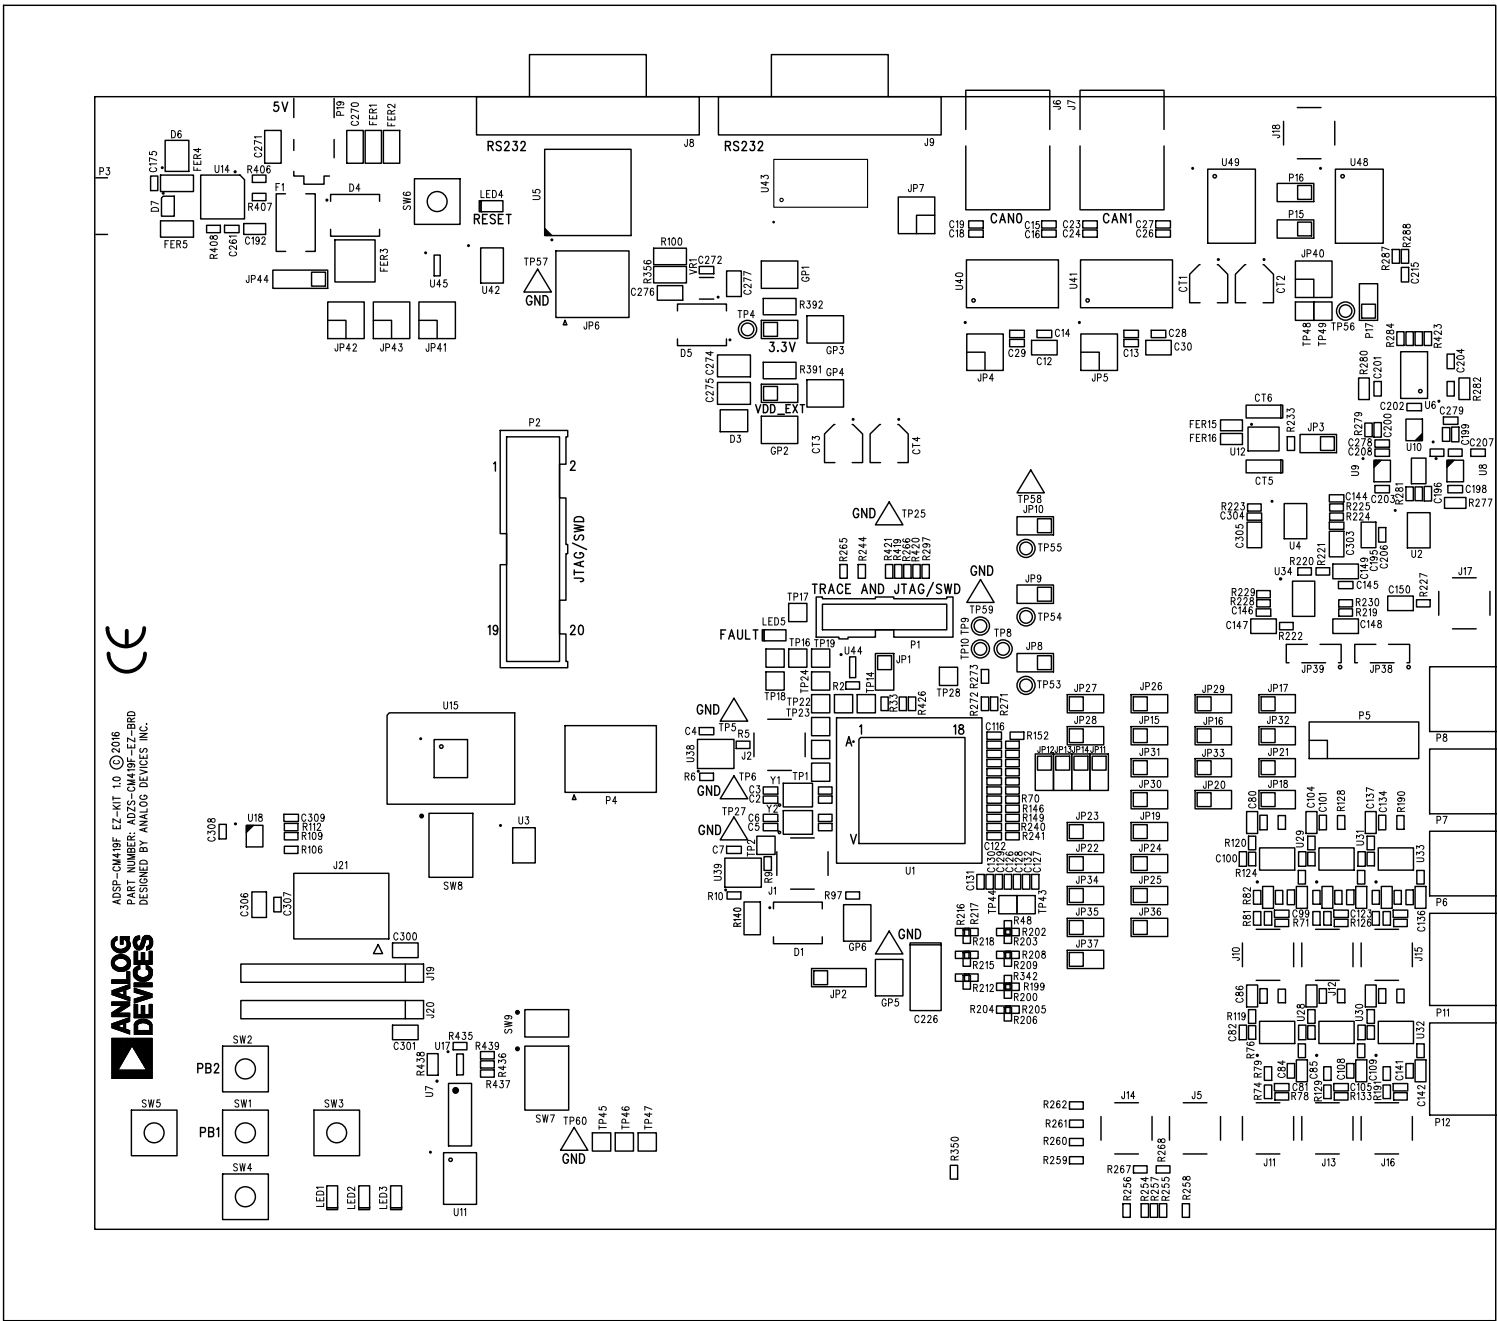 5V
P19
C270
FER1
FER2
J6
J7
J8
J9
J18
RS232
RS232
D6
C175
FER4
U14
R406
C271
P3
D7
R407
FER5
R408
C261
C192
F1
D4
SW6
LED4
RESET
U5
U43
JP7
CAN0
CAN1
C19
C18
C15
C16
C23
C24
C27
C26
U49
U48
P16
P15
JP44
FER3
U45
U42
TP57
GND
JP6
R100
R356
VR1
C272
C276
C277
GP1
R392
TP4
3.3V
GP3
D5
JP42
JP43
JP41
C274
C275
R391
GP4
VDD_EXT
D3
GP2
CT3
CT4
U40
U41
CT1
CT2
JP40
TP48
TP49
TP56
P17
R287
R288
C215
C14
C29
C12
JP4
C28
C13
C30
JP5
R284
R423
R280
C201
C204
R282
C202
U6
CT6
R233
FER15
FER16
U12
JP3
CT5
R279
C200
C278
C208
U10
C279
C199
C207
U9
U8
C203
R281
C196
C198
R277
P2
1
2
19
20
JTAG/SWD
TP58
JP10
TP55
GND
TP25
R223
C304
C305
U4
C144
R225
R224
C303
C195
C206
U2
R221
R220
C149
U34
C145
R229
R228
C146
C147
R222
R230
R219
C148
C150
R227
J17
R265
R244
R421
R419
R266
R420
R297
TRACE AND JTAG/SWD
GND
TP59
JP9
TP54
TP17
FAULT
LED5
P1
TP9
TP10
TP8
JP8
TP53
TP16
TP19
U44
JP1
TP18
TP24
R2
TP14
TP28
R273
TP22
TP23
R33
R426
R272
R271
JP39
JP38
GND
TP5
C4
R5
J2
U38
R6
TP6
GND
TP27
GND
Y1
TP1
C3
C2
Y2
C6
C5
TP2
C7
U39
R9
R10
J1
A
1
18
V
U1
C116
R152
R70
R146
R149
R240
R241
C122
C131
C130
C129
C126
C128
C132
C127
JP12
JP13
JP14
JP11
JP27
JP26
JP29
JP17
JP28
JP15
JP16
JP32
JP31
JP33
JP21
JP30
JP20
JP18
JP23
JP19
JP22
JP24
JP34
JP25
JP35
JP36
JP37
P5
P8
P7
P6
P11
P12
U15
P4
U18
C308
C309
R112
R109
R106
SW8
U3
J21
C306
C307
C300
J19
J20
C301
ADSP-CM419F EZ-KIT 1.0 ©2016
PART NUMBER: ADZS-CM419F-EZ-BRD
DESIGNED BY ANALOG DEVICES INC.
CE
ANALOG
DEVICES
R140
D1
R97
GP6
GND
GP5
C226
JP2
TP44
TP43
R216
R217
R218
R215
R212
R204
R48
R202
R203
R208
R209
R342
R199
R200
R205
R206
C80
C104
C101
R128
C137
C134
R190
R120
C100
R124
U29
U31
U33
R82
R81
C99
R71
C123
R126
C136
J10
J12
J15
C86
R119
C82
R76
U28
U30
U32
R79
R74
C84
C81
R78
C85
R129
C108
C105
R133
C109
R191
C141
C142
J11
J13
J16
SW2
PB2
SW5
SW1
PB1
SW3
SW4
LED1
LED2
LED3
R438
U17
R435
R439
R436
R437
U7
U11
SW9
SW7
TP60
GND
TP45
TP46
TP47
R350
R262
R261
R260
R259
J14
J5
R267
R268
R256
R254
R257
R255
R258